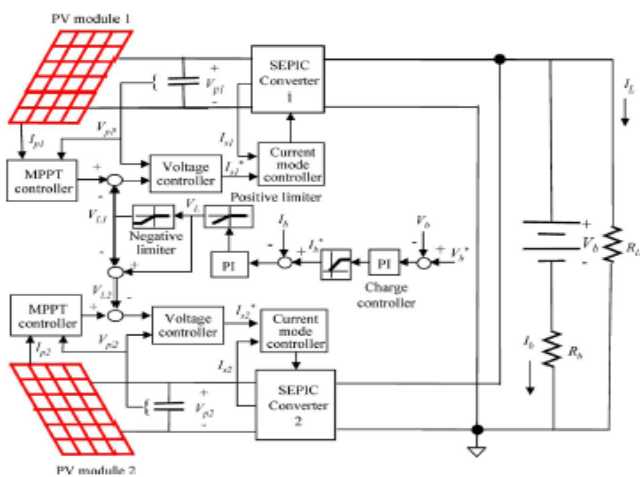 PV module 1
SEPIC
Converter
1
+
Vp1
-
Ip1
Is1
IL
MPPT
controller
+
Voltage
controller
Is1*
Current
mode
controller
-
VL1
VL
Positive limiter
Negative
limiter
Ib
Vb
-
+
Ib*
-
+
Vb*
PI
PI
Charge
controller
+
Vb
-
RL
-
+
VL2
-
MPPT
controller
+
Vp2
Voltage
controller
Is2*
Current
mode
controller
Ip2
Is2
Ib
Rb
+
Vp2
-
SEPIC
Converter
2
PV module 2